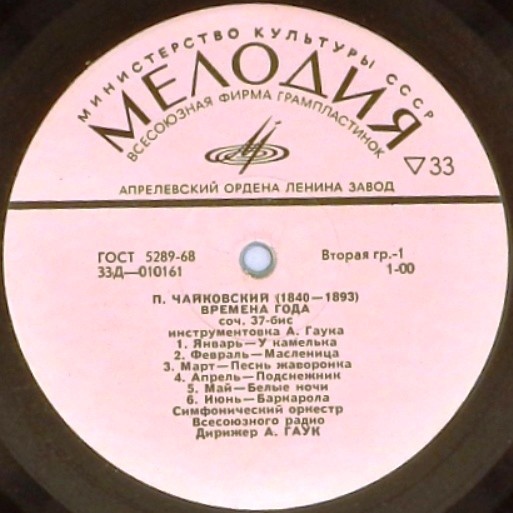 МИНИСТЕРСТВО КУЛЬТУРЫ СССР
МЕЛОДИЯ
ВСЕСОЮЗНАЯ ФИРМА ГРАМПЛАСТИНОК
▽33
АПРЕЛЕВСКИЙ ОРДЕНА ЛЕНИНА ЗАВОД
ГОСТ 5289-68
33Д—010161
Вторая гр.-1
1-00
П. ЧАЙКОВСКИЙ (1840—1893)
ВРЕМЕНА ГОДА
соч. 37-бис
инструментовка А. Гаука
1. Январь—У камелька
2. Февраль—Масленица
3. Март—Песнь жаворонка
4. Апрель—Подснежник
5. Май—Белые ночи
6. Июнь—Баркарола
Симфонический оркестр
Всесоюзного радио
Дирижер А. ГАУК